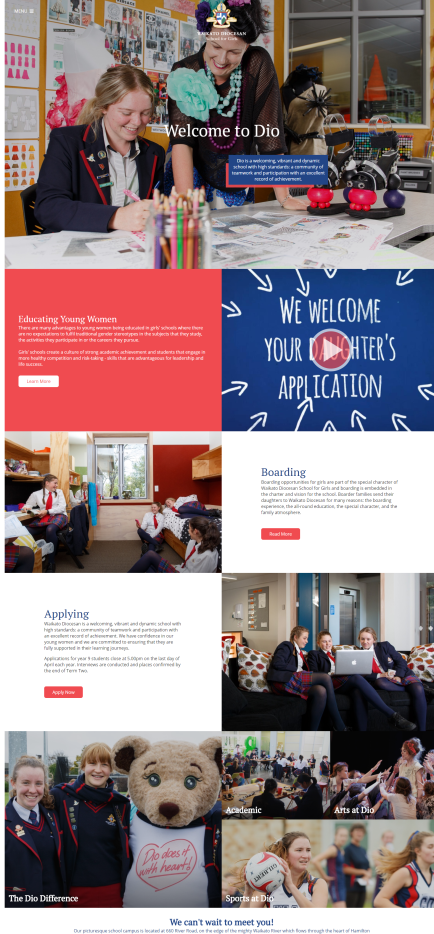 MENU
WAIKATO DIOCESAN
School for Girls
Welcome to Dio
Dio is a welcoming, vibrant and dynamic
school with high standards; a community of
teamwork and participation with an excellent
record of achievement.
Educating Young Women
There are many advantages to young women being educated in girls' schools where there
are no expectations to fulfil traditional gender stereotypes in the subjects that they study,
the activities they participate in or the careers they pursue.
Girls' schools create a culture of strong academic achievement and students that engage in
more healthy competition and risk-taking - skills that are advantageous for leadership and
life success.
Learn More
WE WELCOME
YOUR DAUGHTER'S
APPLICATION
Boarding
Boarding opportunities for girls are part of the special character of
Waikato Diocesan School for Girls and boarding is embedded in
the charter and vision for the school. Boarder families send their
daughters to Waikato Diocesan for many reasons: the boarding
experience, the all-round education, the special character, and the
family atmosphere.
Read More
Applying
Waikato Diocesan is a welcoming, vibrant and dynamic school with
high standards; a community of teamwork and participation with
an excellent record of achievement. We have confidence in our
young women and we are committed to ensuring that they are
fully supported in their learning journeys.
Applications for year 9 students close at 5:00pm on the last day of
April each year. Interviews are conducted and places confirmed by
the end of Term Two.
Apply Now
Dio does it
with heart!
The Dio Difference
Academic
Arts at Dio
GILBERT
Sports at Dio
We can't wait to meet you!
Our picturesque school campus is located at 660 River Road, on the edge of the mighty Waikato River which flows through the heart of Hamilton